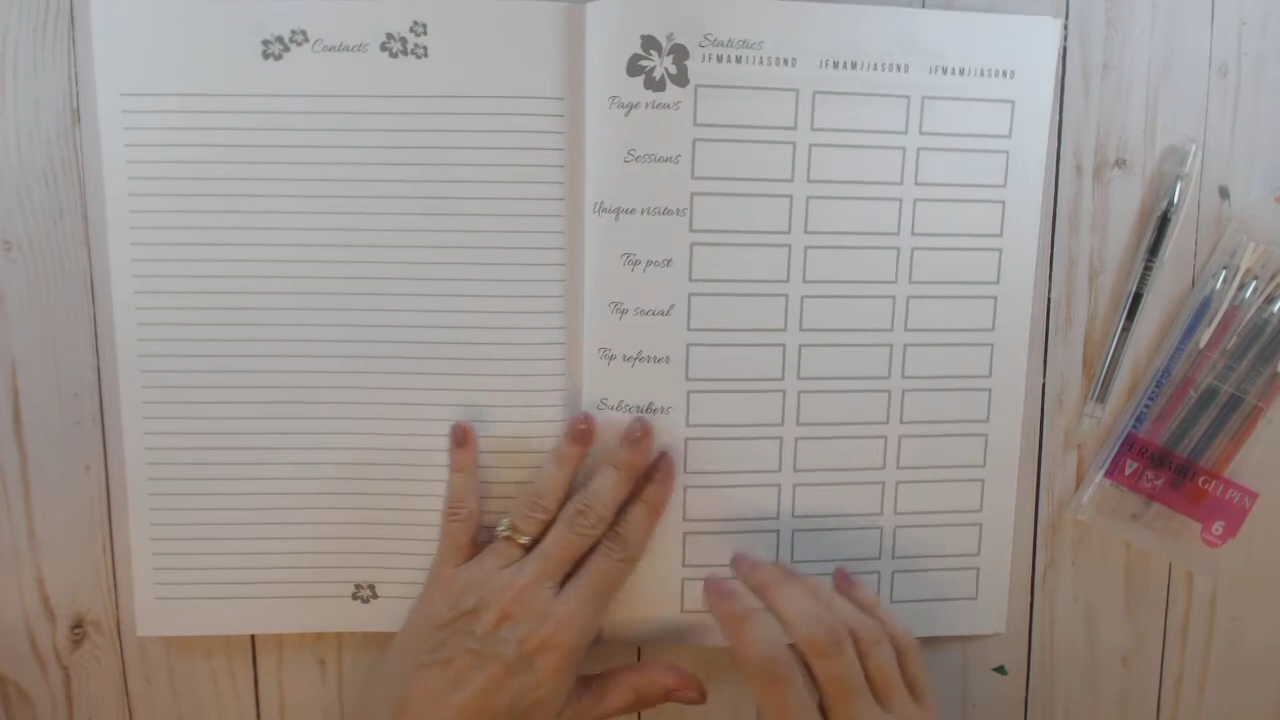 Contacts
Statistics
JFMAMJJASOND JFMAMJJASOND JFMAMJJASOND
Page views
Sessions
Unique visitors
Top post
Top social
Top referrer
Subscribers
ERASABLE GEL PEN
6